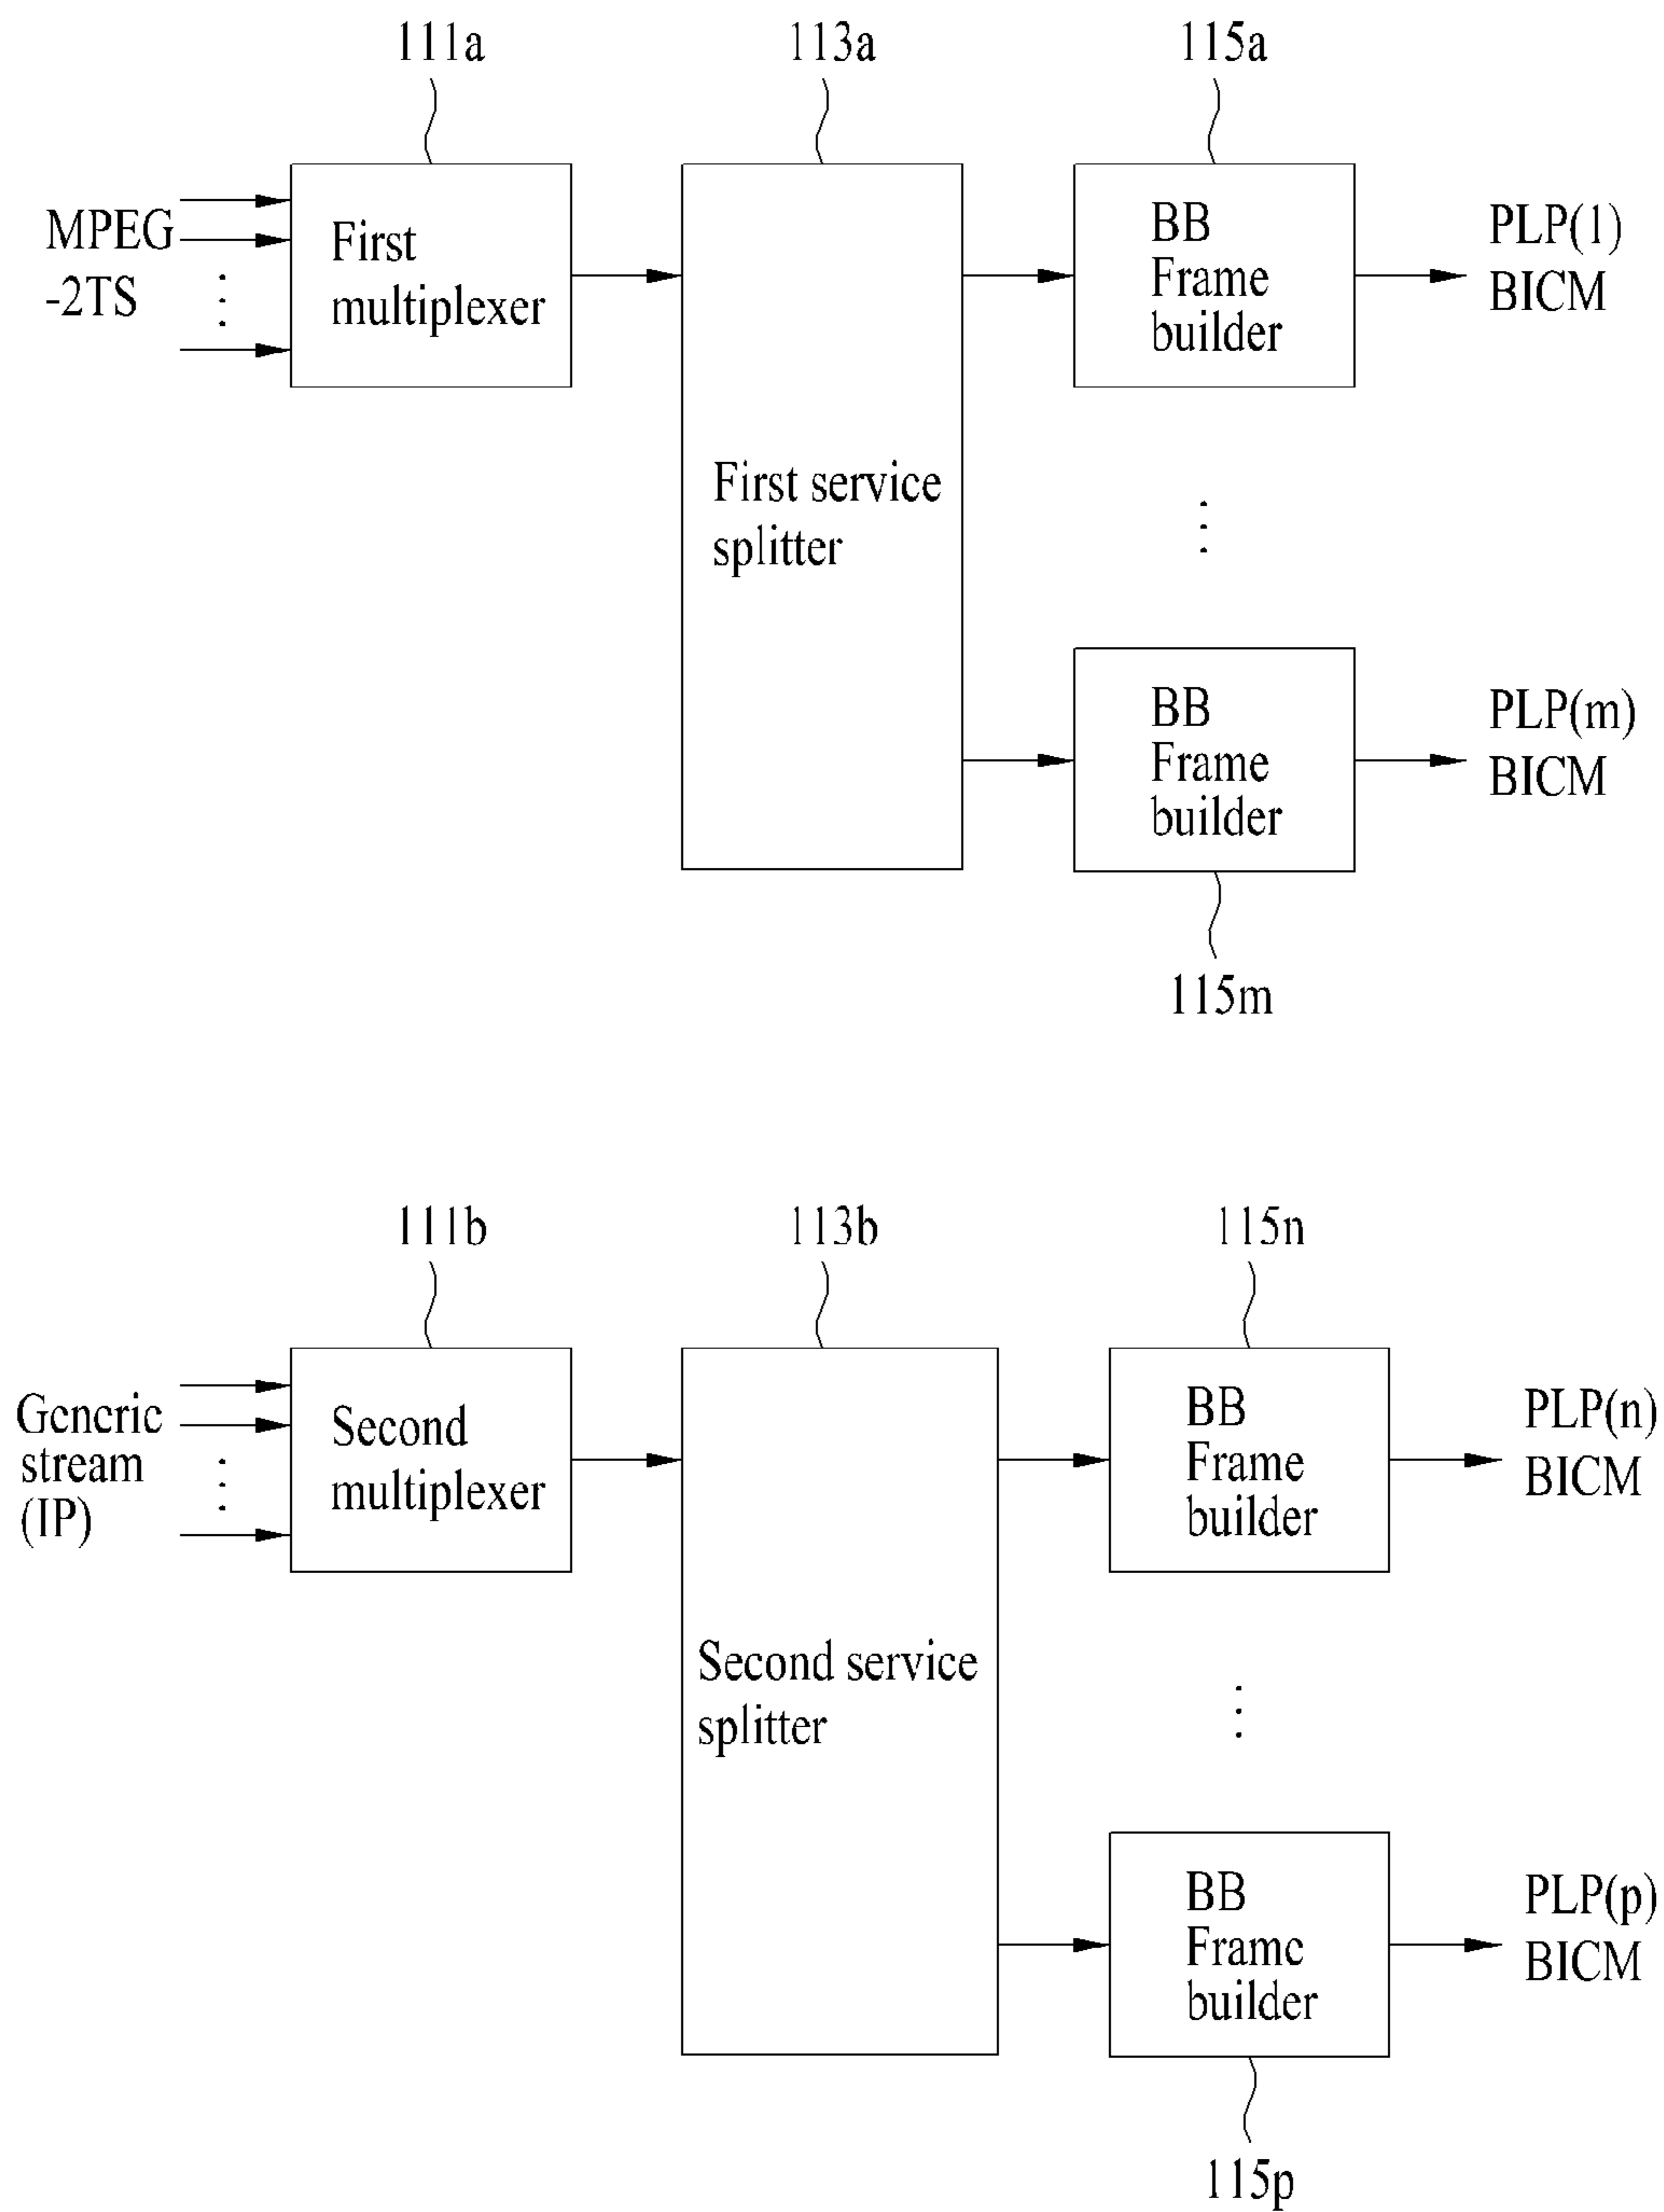 111a
113a
115a
MPEG
-2TS
First
multiplexer
First service
splitter
BB
Frame
builder
PLP(1)
BICM
BB
Frame
builder
PLP(m)
BICM
115m
111b
113b
115n
Generic
stream
(IP)
Second
multiplexer
Second service
splitter
BB
Frame
builder
PLP(n)
BICM
BB
Frame
builder
PLP(p)
BICM
115p